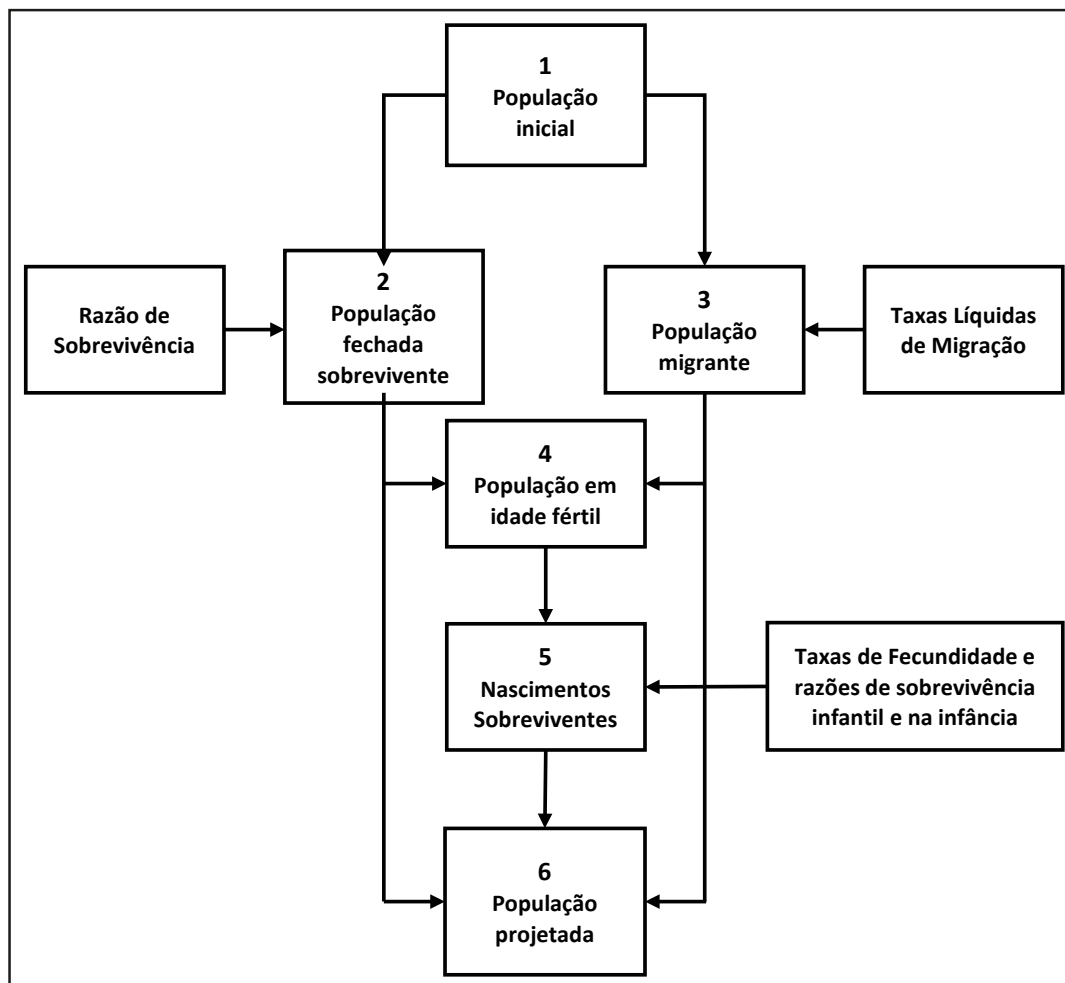 1
População
inicial
Razão de
Sobrevivência
2
População
fechada
sobrevivente
3
População
migrante
Taxas Líquidas
de Migração
4
População em
idade fértil
5
Nascimentos
Sobreviventes
Taxas de Fecundidade e
razões de sobrevivência
infantil e na infância
6
População
projetada